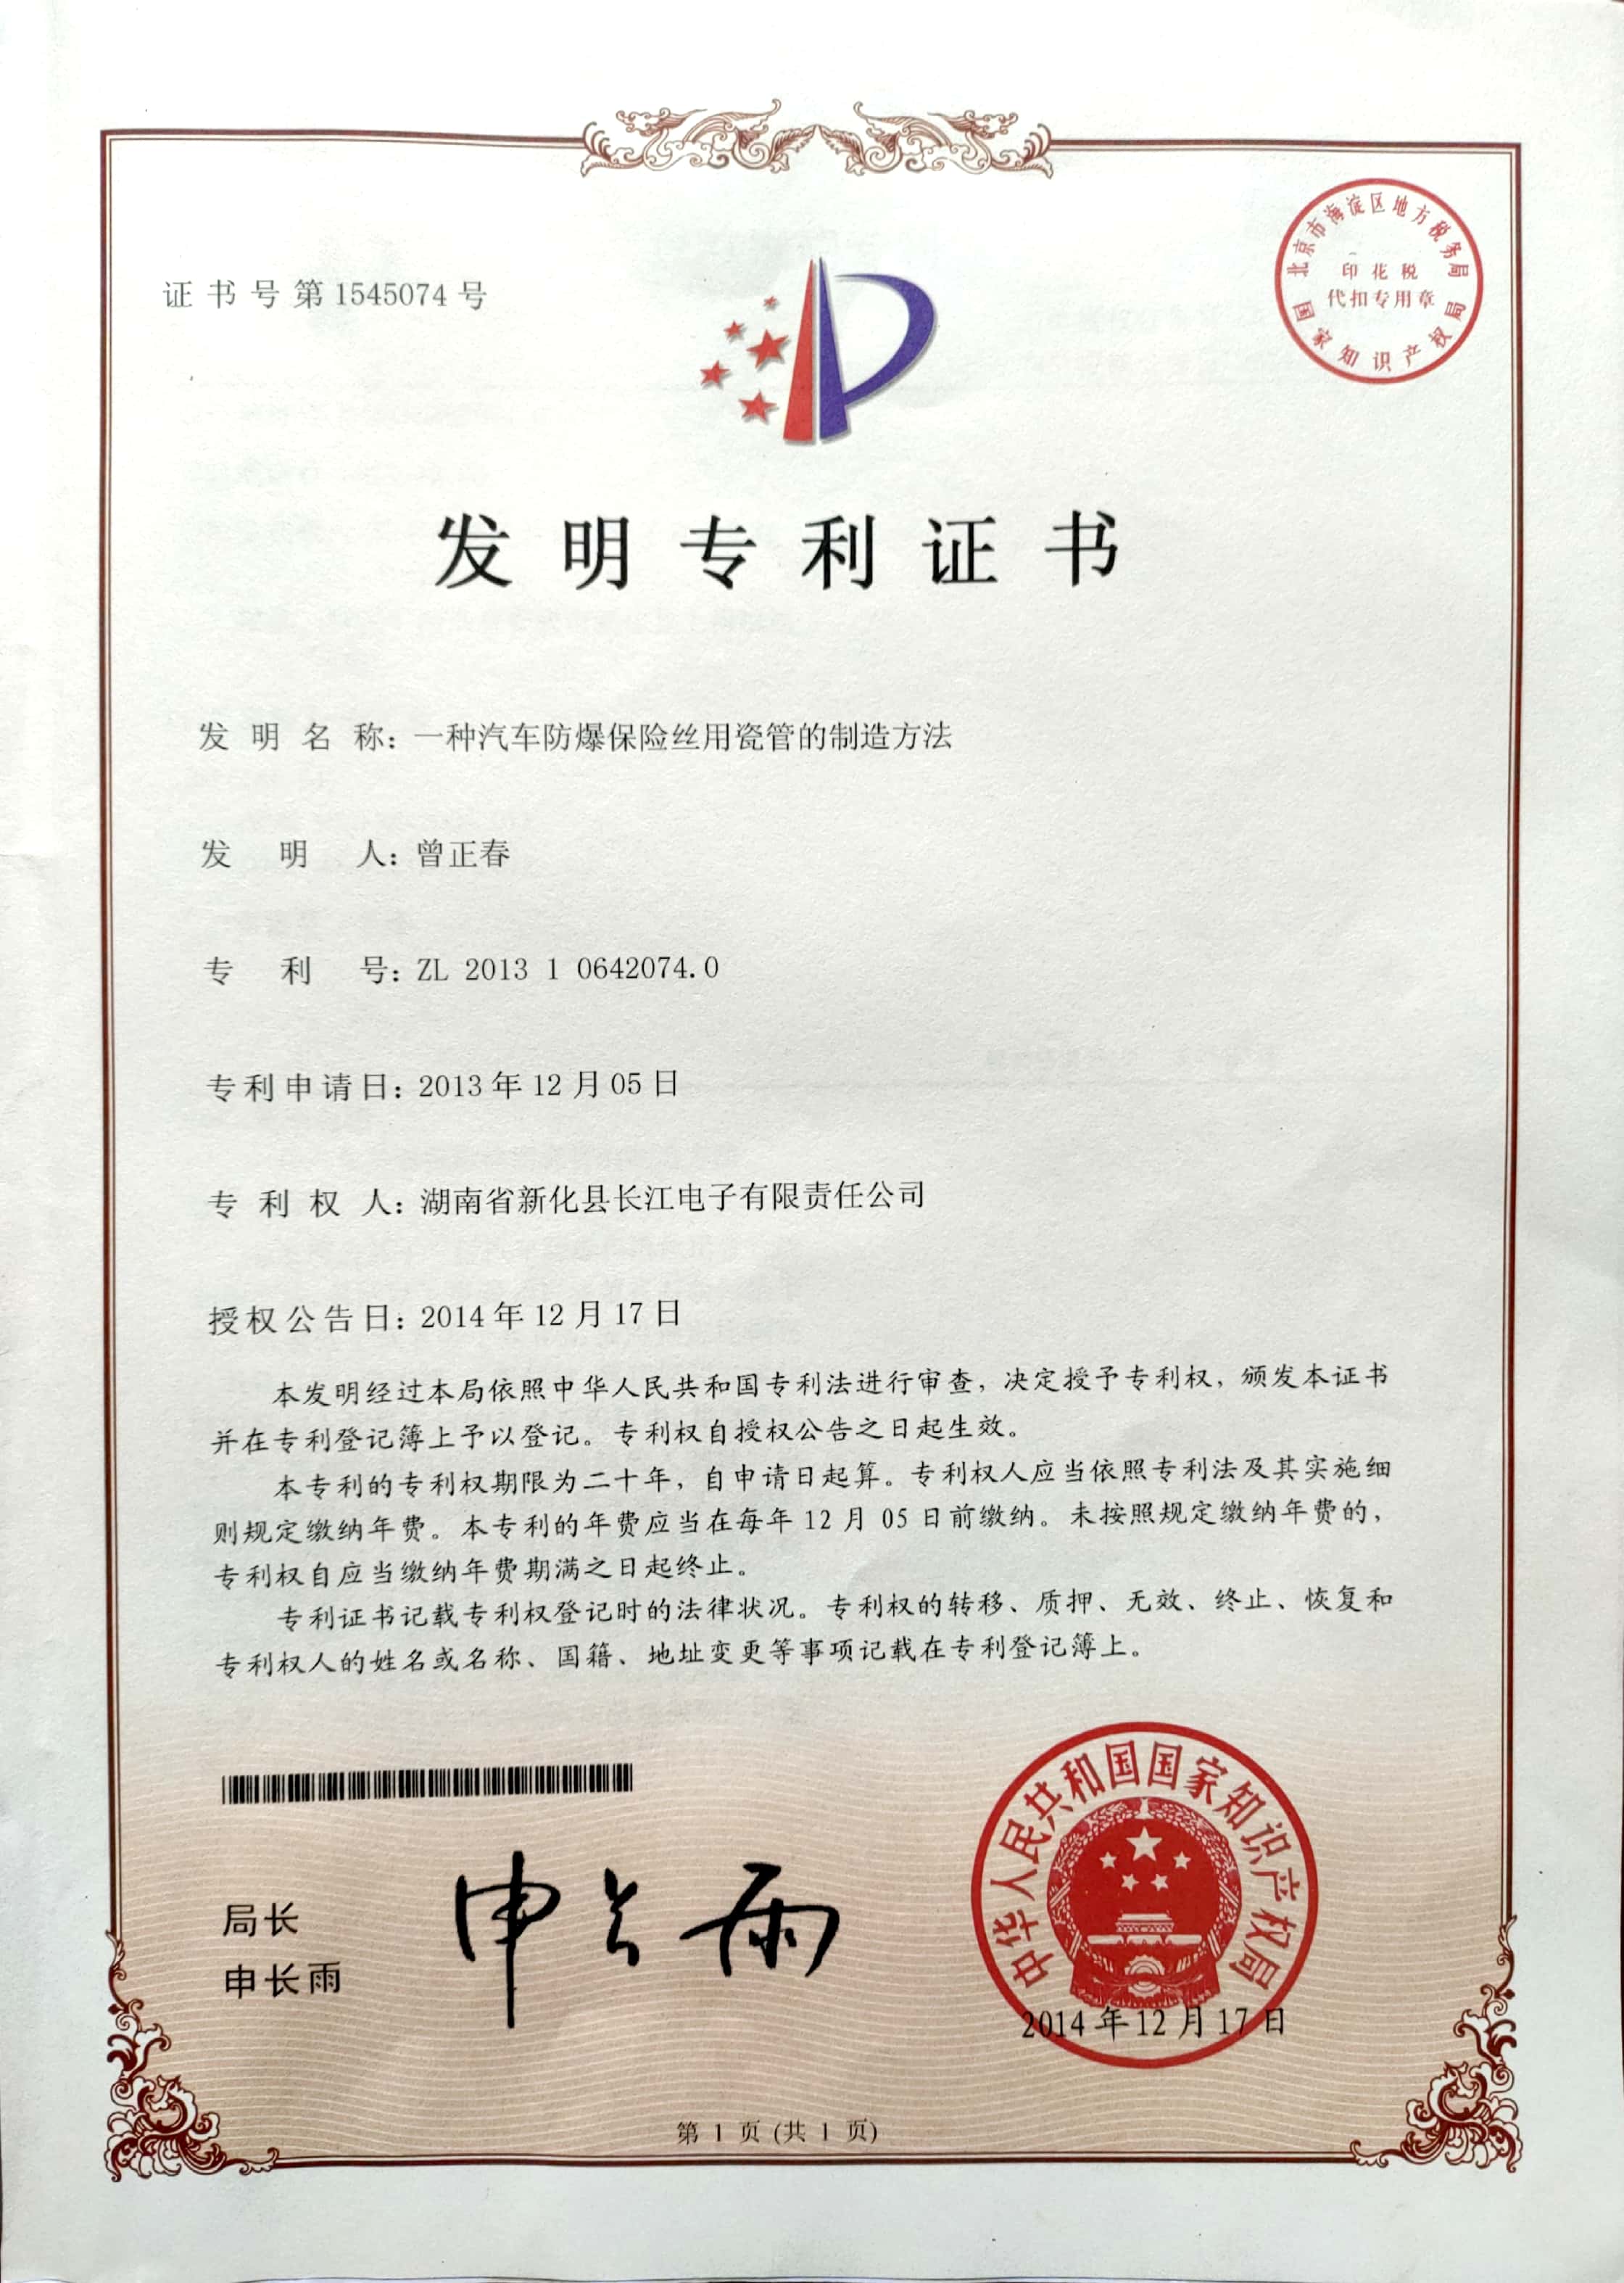 证书号第1545074号
北京市海淀区地方税务局
印花税
代扣专用章
国家知识产权局
发明专利证书
发明名称：一种汽车防爆保险丝用瓷管的制造方法
发明人：曾正春
专利号：ZL 2013 1 0642074.0
专利申请日：2013年12月05日
专利权人：湖南省新化县长江电子有限责任公司
授权公告日：2014年12月17日
本发明经过本局依照中华人民共和国专利法进行审查，决定授予专利权，颁发本证书
并在专利登记簿上予以登记。专利权自授权公告之日起生效。
本专利的专利权期限为二十年，自申请日起算。专利权人应当依照专利法及其实施细
则规定缴纳年费。本专利的年费应当在每年12月05日前缴纳。未按照规定缴纳年费的，
专利权自应当缴纳年费期满之日起终止。
专利证书记载专利权登记时的法律状况。专利权的转移、质押、无效、终止、恢复和
专利权人的姓名或名称、国籍、地址变更等事项记载在专利登记簿上。
局长
申长雨
申长雨
中华人民共和国国家知识产权局
2014年12月17日
第1页(共1页)